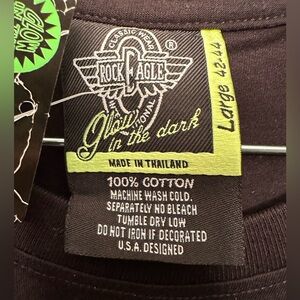 GLOW
CLASSIC WEAR
ROCK EAGLE
®
Glow
in the dark
Large 42-44
MADE IN THAILAND
100% COTTON
MACHINE WASH COLD.
SEPARATELY NO BLEACH
TUMBLE DRY LOW
DO NOT IRON IF DECORATED
U.S.A. DESIGNED